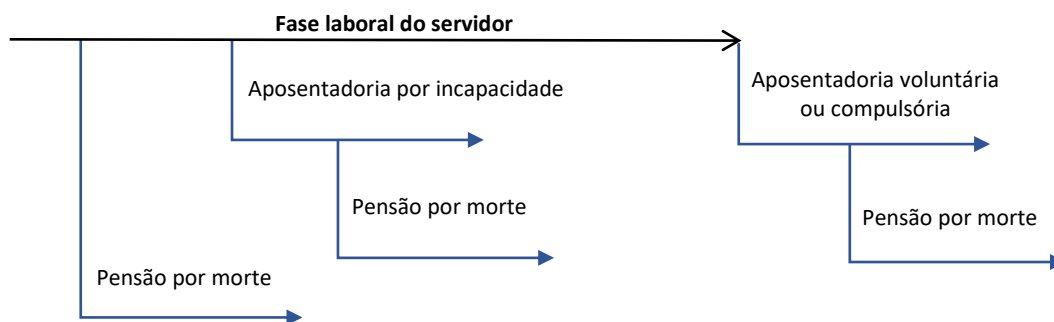 Fase laboral do servidor
Aposentadoria por incapacidade
Aposentadoria voluntária
ou compulsória
Pensão por morte
Pensão por morte
Pensão por morte